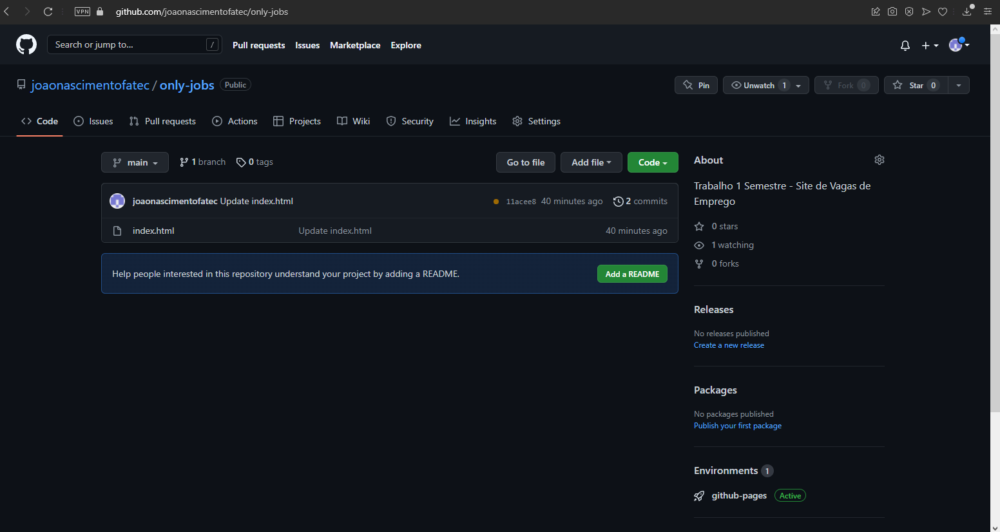 VPN github.com/joaonascimentofatec/only-jobs
Search or jump to... / Pull requests Issues Marketplace Explore
joaonascimentofatec / only-jobs Public Pin Unwatch 1 Fork 0 Star 0
Code Issues Pull requests Actions Projects Wiki Security Insights Settings
main 1 branch 0 tags Go to file Add file Code
joaonascimentofatec Update index.html 11acee8 40 minutes ago 2 commits
index.html Update index.html 40 minutes ago
Help people interested in this repository understand your project by adding a README. Add a README
About
Trabalho 1 Semestre - Site de Vagas de
Emprego
0 stars
1 watching
0 forks
Releases
No releases published
Create a new release
Packages
No packages published
Publish your first package
Environments 1
github-pages Active